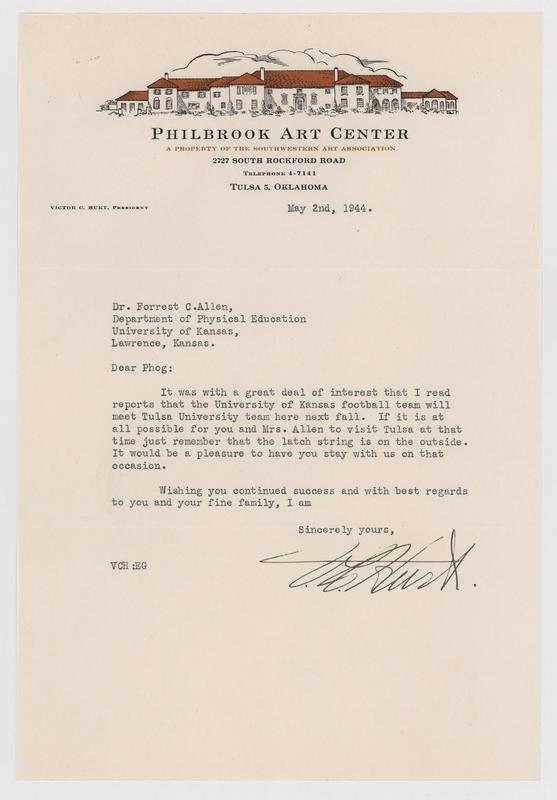 PHILBROOK ART CENTER
A PROPERTY OF THE SOUTHWESTERN ART ASSOCIATION
2727 SOUTH ROCKFORD ROAD
TELEPHONE 4-7141
TULSA 5, OKLAHOMA
VICTOR C. HURT, PRESIDENT
May 2nd, 1944.
Dr. Forrest C.Allen,
Department of Physical Education
University of Kansas,
Lawrence, Kansas.
Dear Phog:
It was with a great deal of interest that I read
reports that the University of Kansas football team will
meet Tulsa University team here next fall. If it is at
all possible for you and Mrs. Allen to visit Tulsa at that
time just remember that the latch string is on the outside.
It would be a pleasure to have you stay with us on that
occasion.
Wishing you continued success and with best regards
to you and your fine family, I am
Sincerely yours,
V.C. Hurt.
VCH:EG